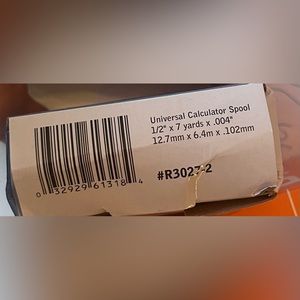 Universal Calculator Spool
1/2" x 7 yards x .004"
12.7mm x 6.4m x .102mm
#R3027-2
0 32929 61318 4